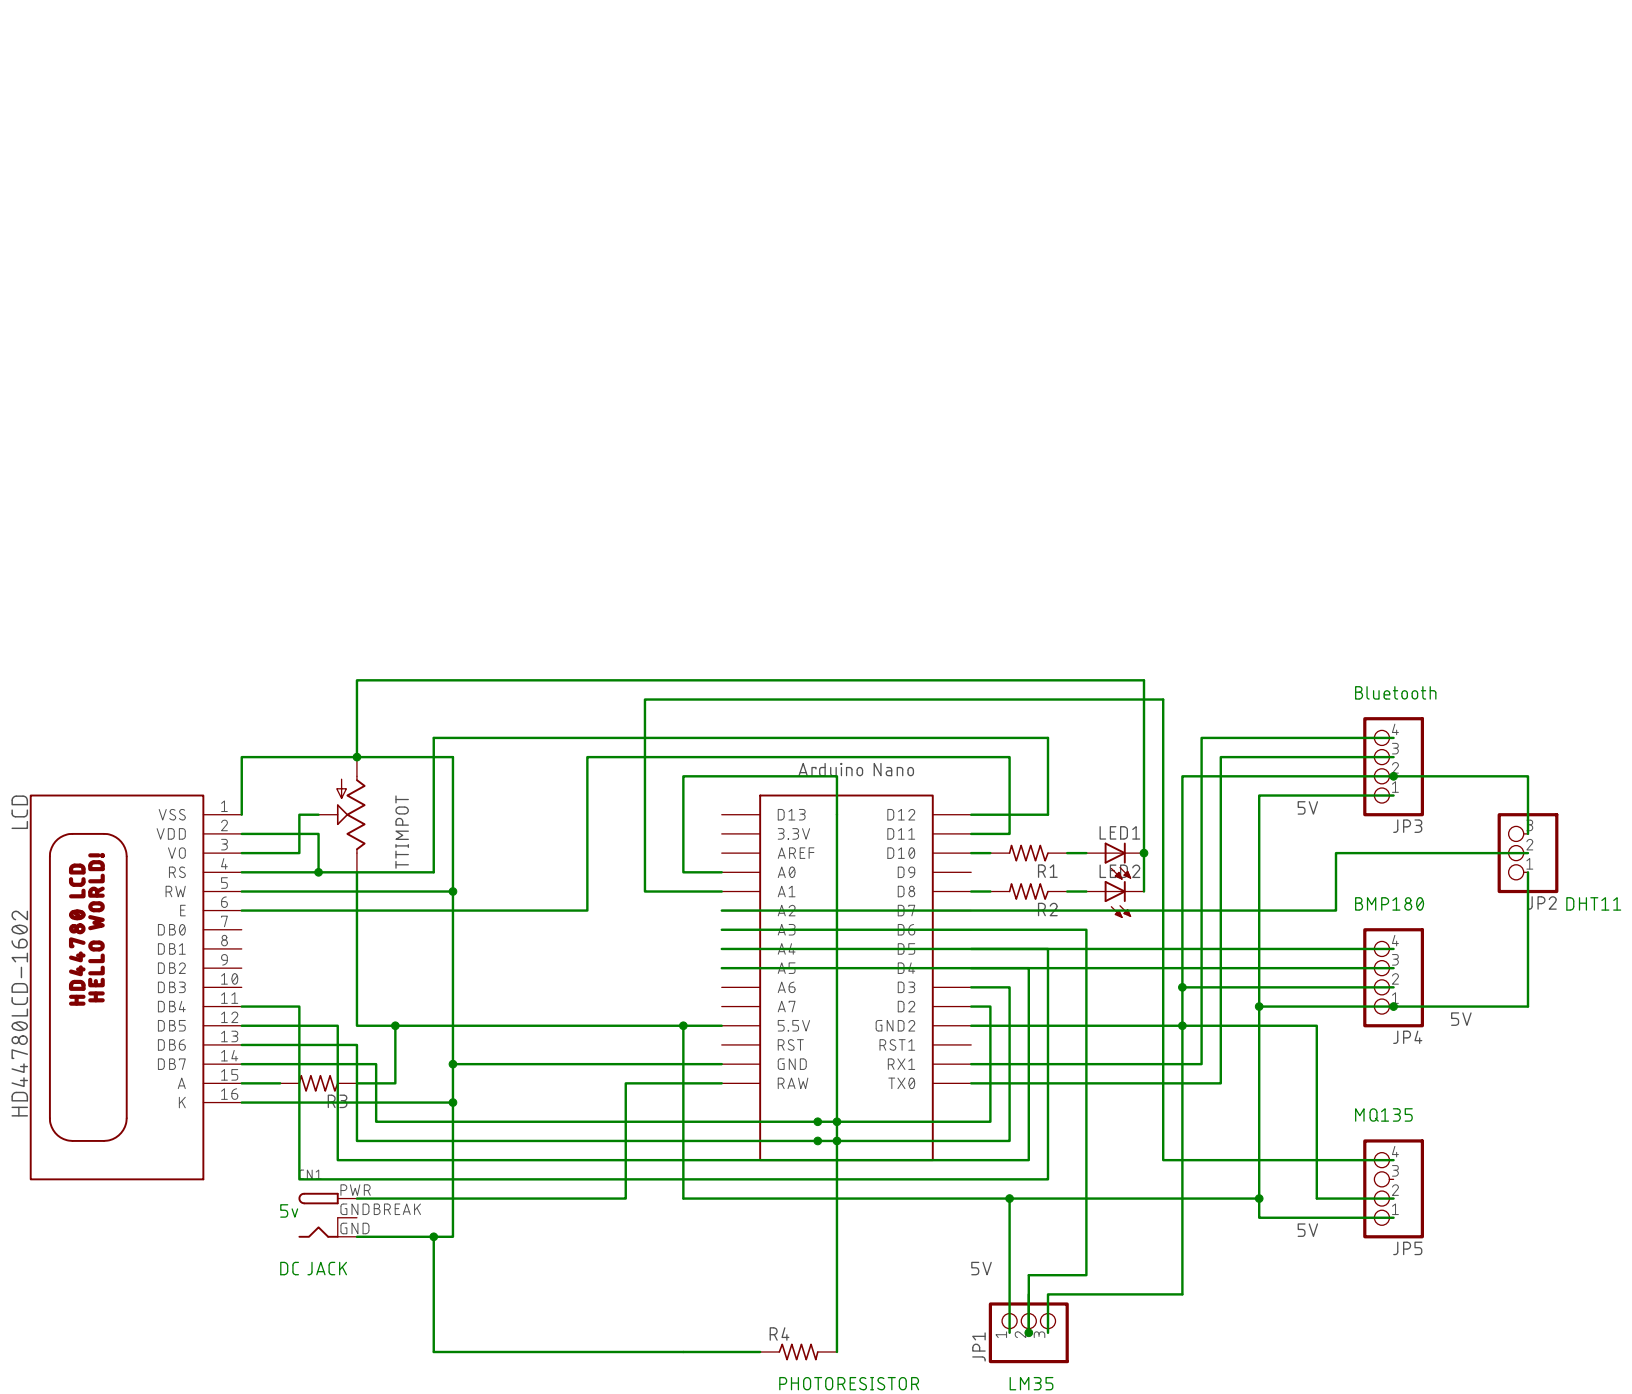 Bluetooth
4
3
2
1
5V
JP3
3
2
1
JP2 DHT11
BMP180
4
3
2
1
5V
JP4
MQ135
4
3
2
1
5V
JP5
Arduino Nano
D13 D12
3.3V D11
AREF D10
A0 D9
A1 D8
A2 D7
A3 D6
A4 D5
A5 D4
A6 D3
A7 D2
5.5V GND2
RST RST1
GND RX1
RAW TX0
LED1
R1
LED2
R2
TTIMPOT
LCD
HD44780LCD-1602
HD44780 LCD
HELLO WORLD!
VSS 1
VDD 2
VO 3
RS 4
RW 5
E 6
DB0 7
DB1 8
DB2 9
DB3 10
DB4 11
DB5 12
DB6 13
DB7 14
A 15
K 16
R3
PWR
GNDBREAK
GND
5v
DC JACK
R4
PHOTORESISTOR
5V
JP1
1
2
3
LM35